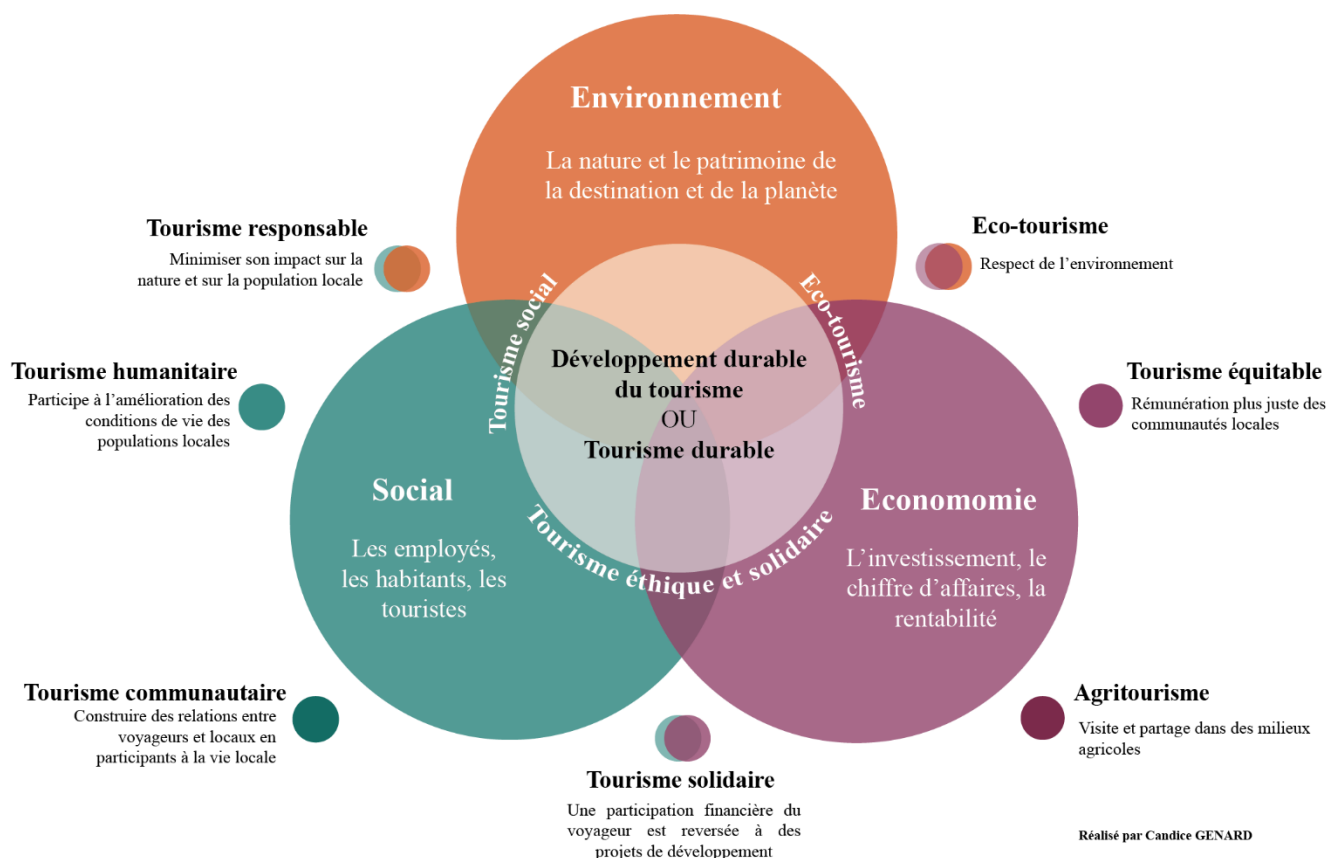 Environnement
La nature et le patrimoine de
la destination et de la planète
Tourisme responsable
Minimiser son impact sur la
nature et sur la population locale
Eco-tourisme
Respect de l'environnement
Tourisme social
Eco-tourisme
Développement durable
du tourisme
OU
Tourisme durable
Tourisme éthique et solidaire
Tourisme humanitaire
Participe à l'amélioration des
conditions de vie des
populations locales
Tourisme équitable
Rémunération plus juste des
communautés locales
Social
Les employés,
les habitants, les
touristes
Economomie
L'investissement, le
chiffre d'affaires, la
rentabilité
Tourisme communautaire
Construire des relations entre
voyageurs et locaux en
participants à la vie locale
Agritourisme
Visite et partage dans des milieux
agricoles
Tourisme solidaire
Une participation financière du
voyageur est reversée à des
projets de développement
Réalisé par Candice GENARD